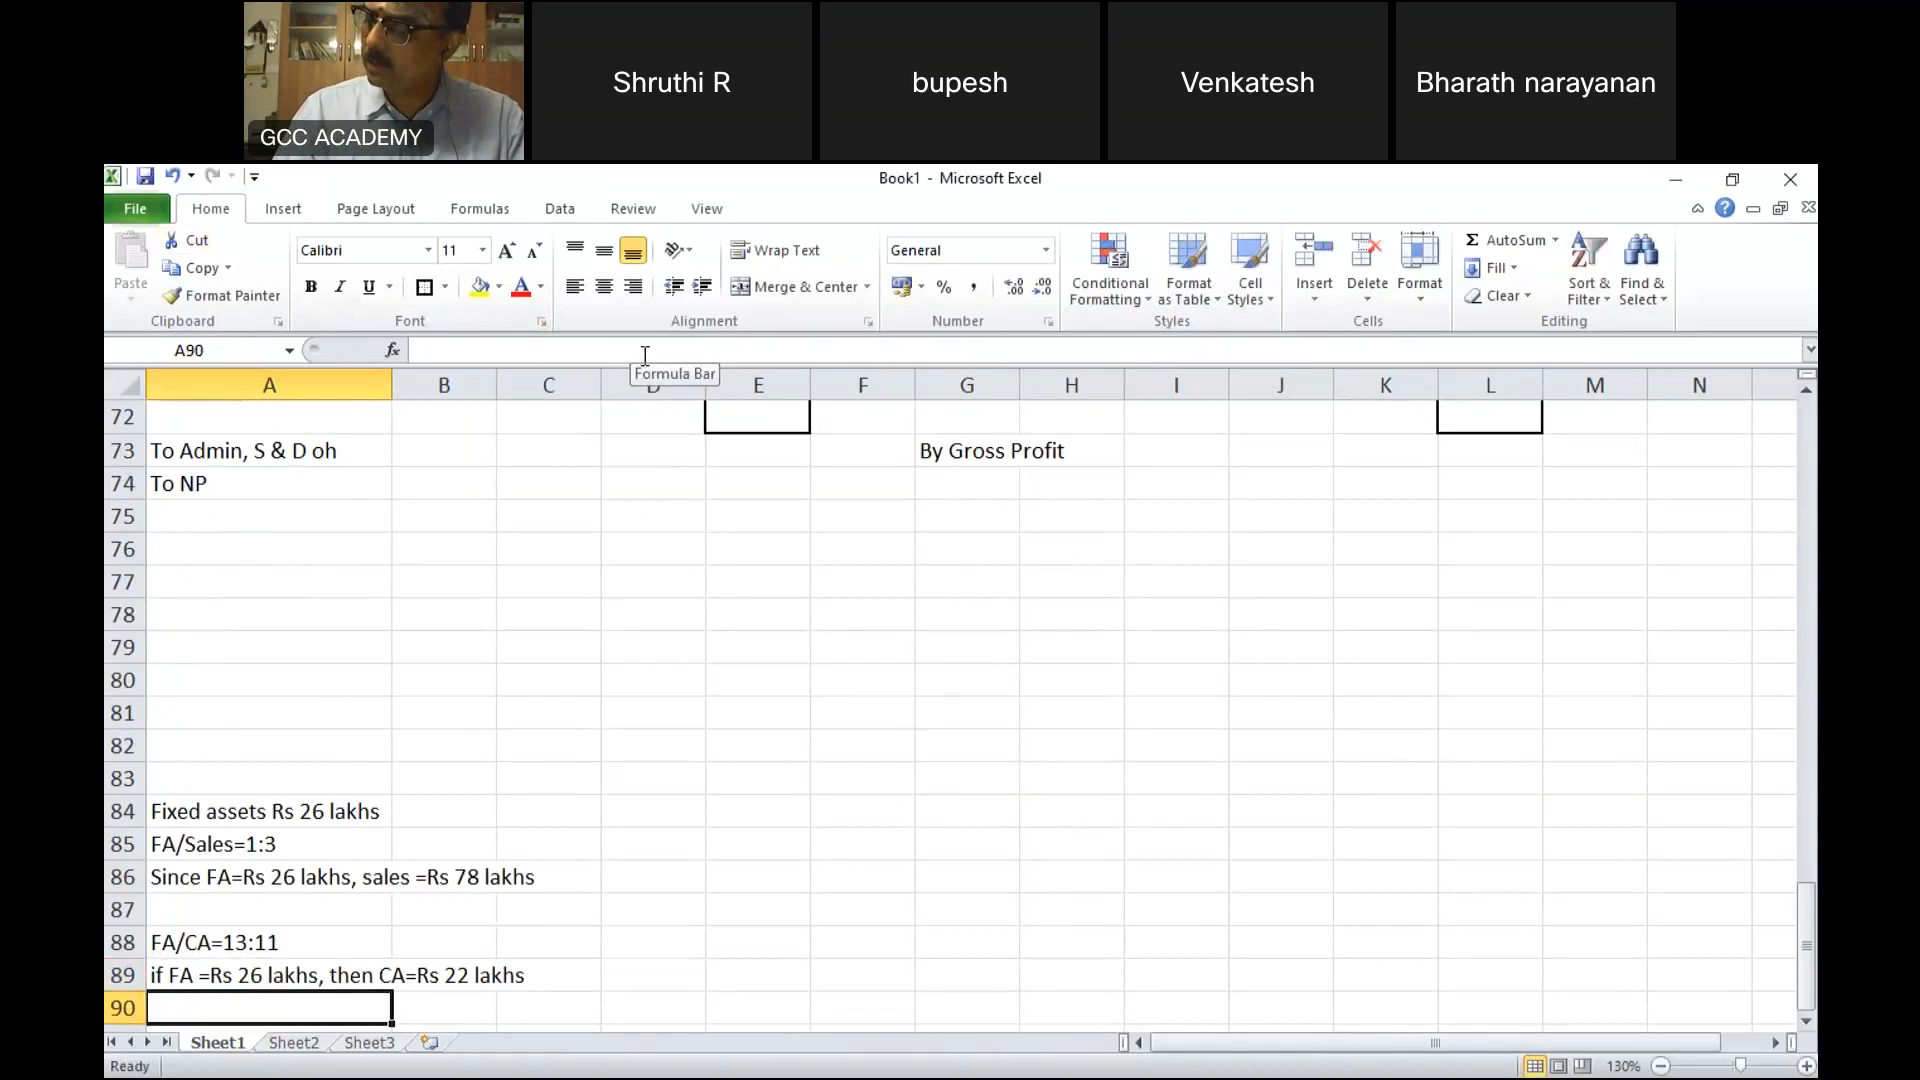 GCC ACADEMY
Shruthi R
bupesh
Venkatesh
Bharath narayanan
Book1 - Microsoft Excel
File Home Insert Page Layout Formulas Data Review View
Paste
Cut
Copy
Format Painter
Clipboard
Calibri 11
B I U A
Font
Wrap Text
Merge & Center
Alignment
General
% ,
Number
Conditional Formatting
Format as Table
Cell Styles
Styles
Insert Delete Format
Cells
Σ AutoSum
Fill
Clear
Sort & Filter
Find & Select
Editing
A90 fx
Formula Bar
A B C D E F G H I J K L M N
72
73 To Admin, S & D oh By Gross Profit
74 To NP
75
76
77
78
79
80
81
82
83
84 Fixed assets Rs 26 lakhs
85 FA/Sales=1:3
86 Since FA=Rs 26 lakhs, sales =Rs 78 lakhs
87
88 FA/CA=13:11
89 if FA =Rs 26 lakhs, then CA=Rs 22 lakhs
90
Sheet1 Sheet2 Sheet3
Ready 130%